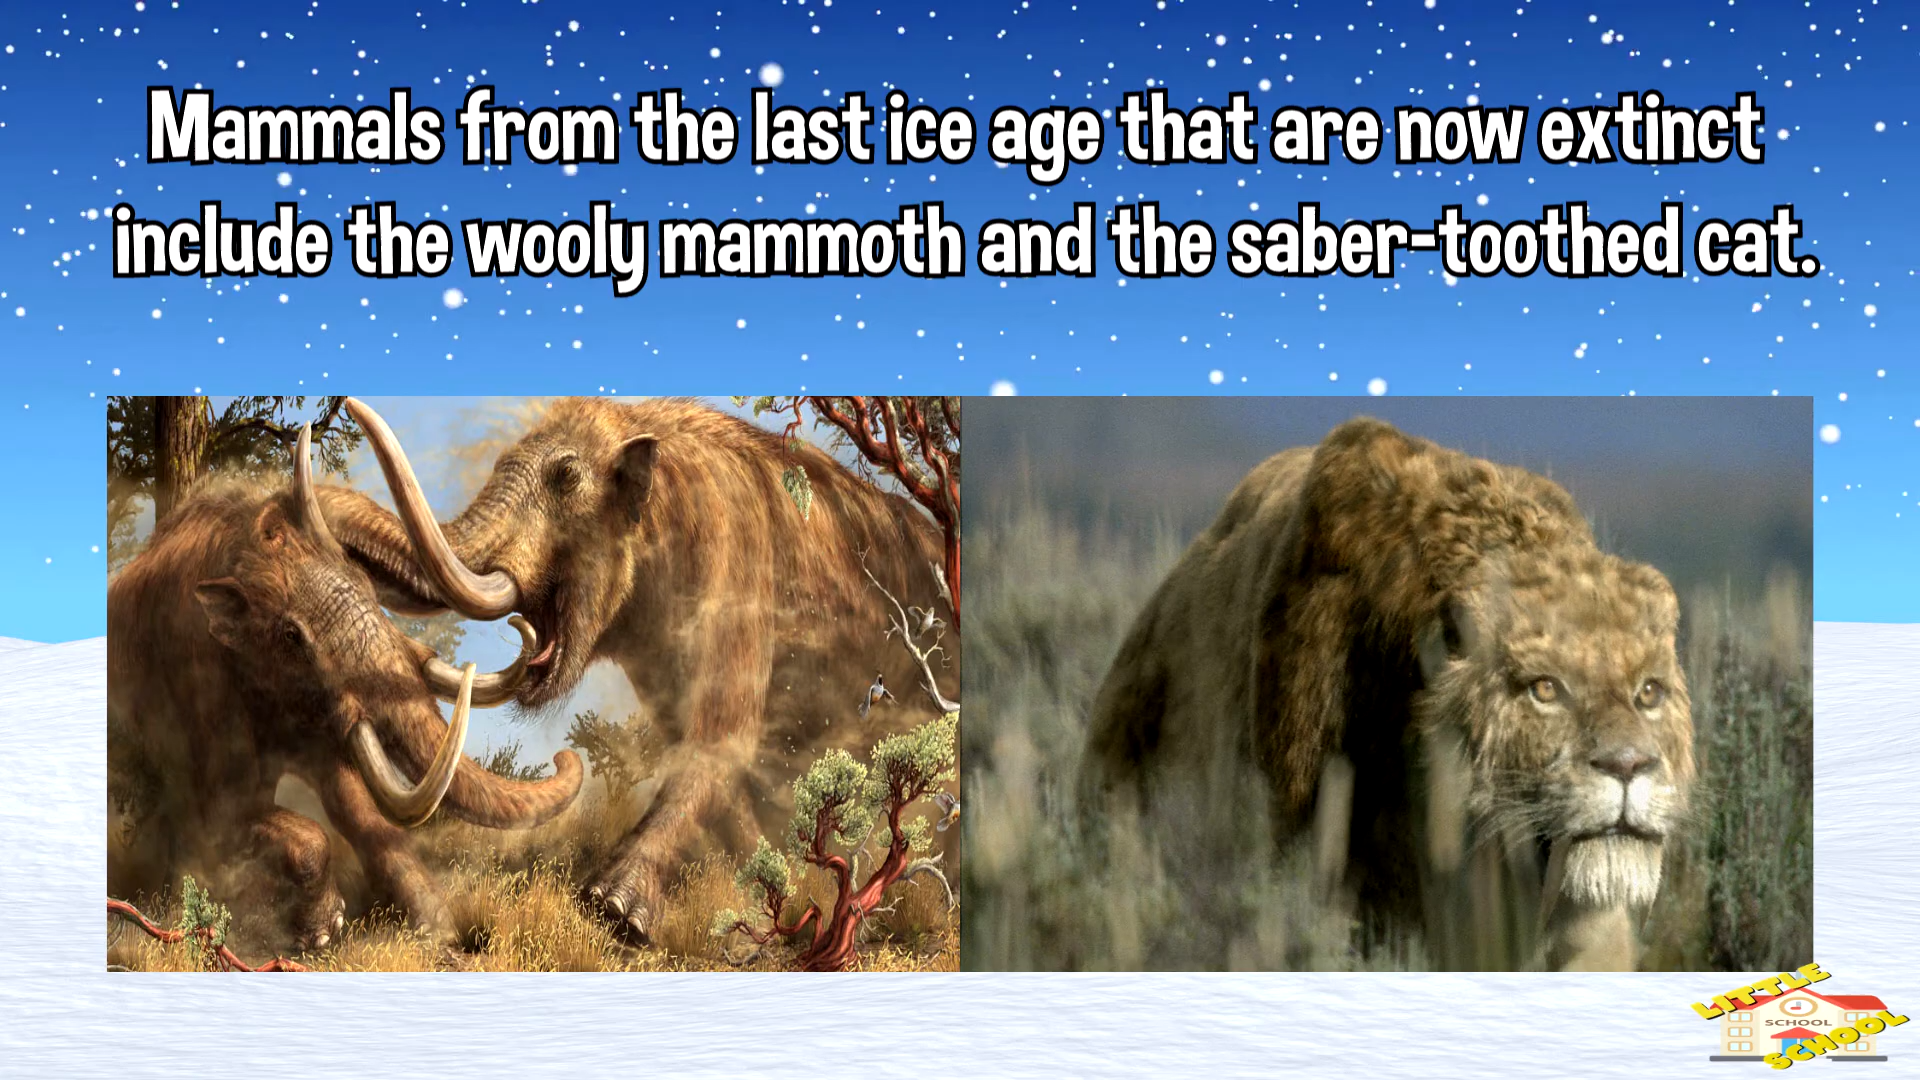 Mammals from the last ice age that are now extinct
include the wooly mammoth and the saber-toothed cat.
LITTLE
SCHOOL
SCHOOL